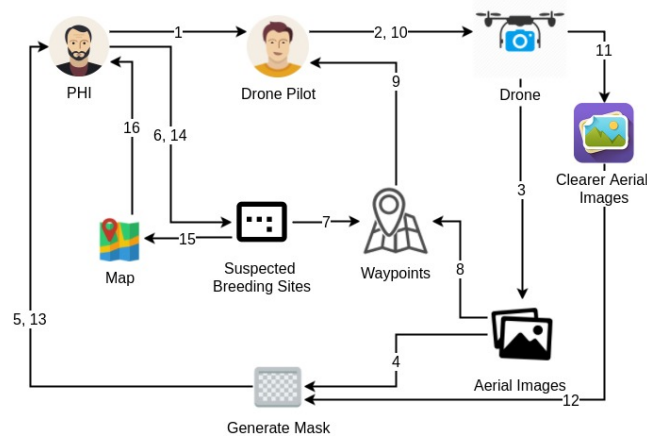 1
2, 10
11
PHI
Drone Pilot
Drone
9
16
6, 14
Clearer Aerial
Images
3
7
15
Map
Suspected
Breeding Sites
Waypoints
8
5, 13
4
Aerial Images
12
Generate Mask